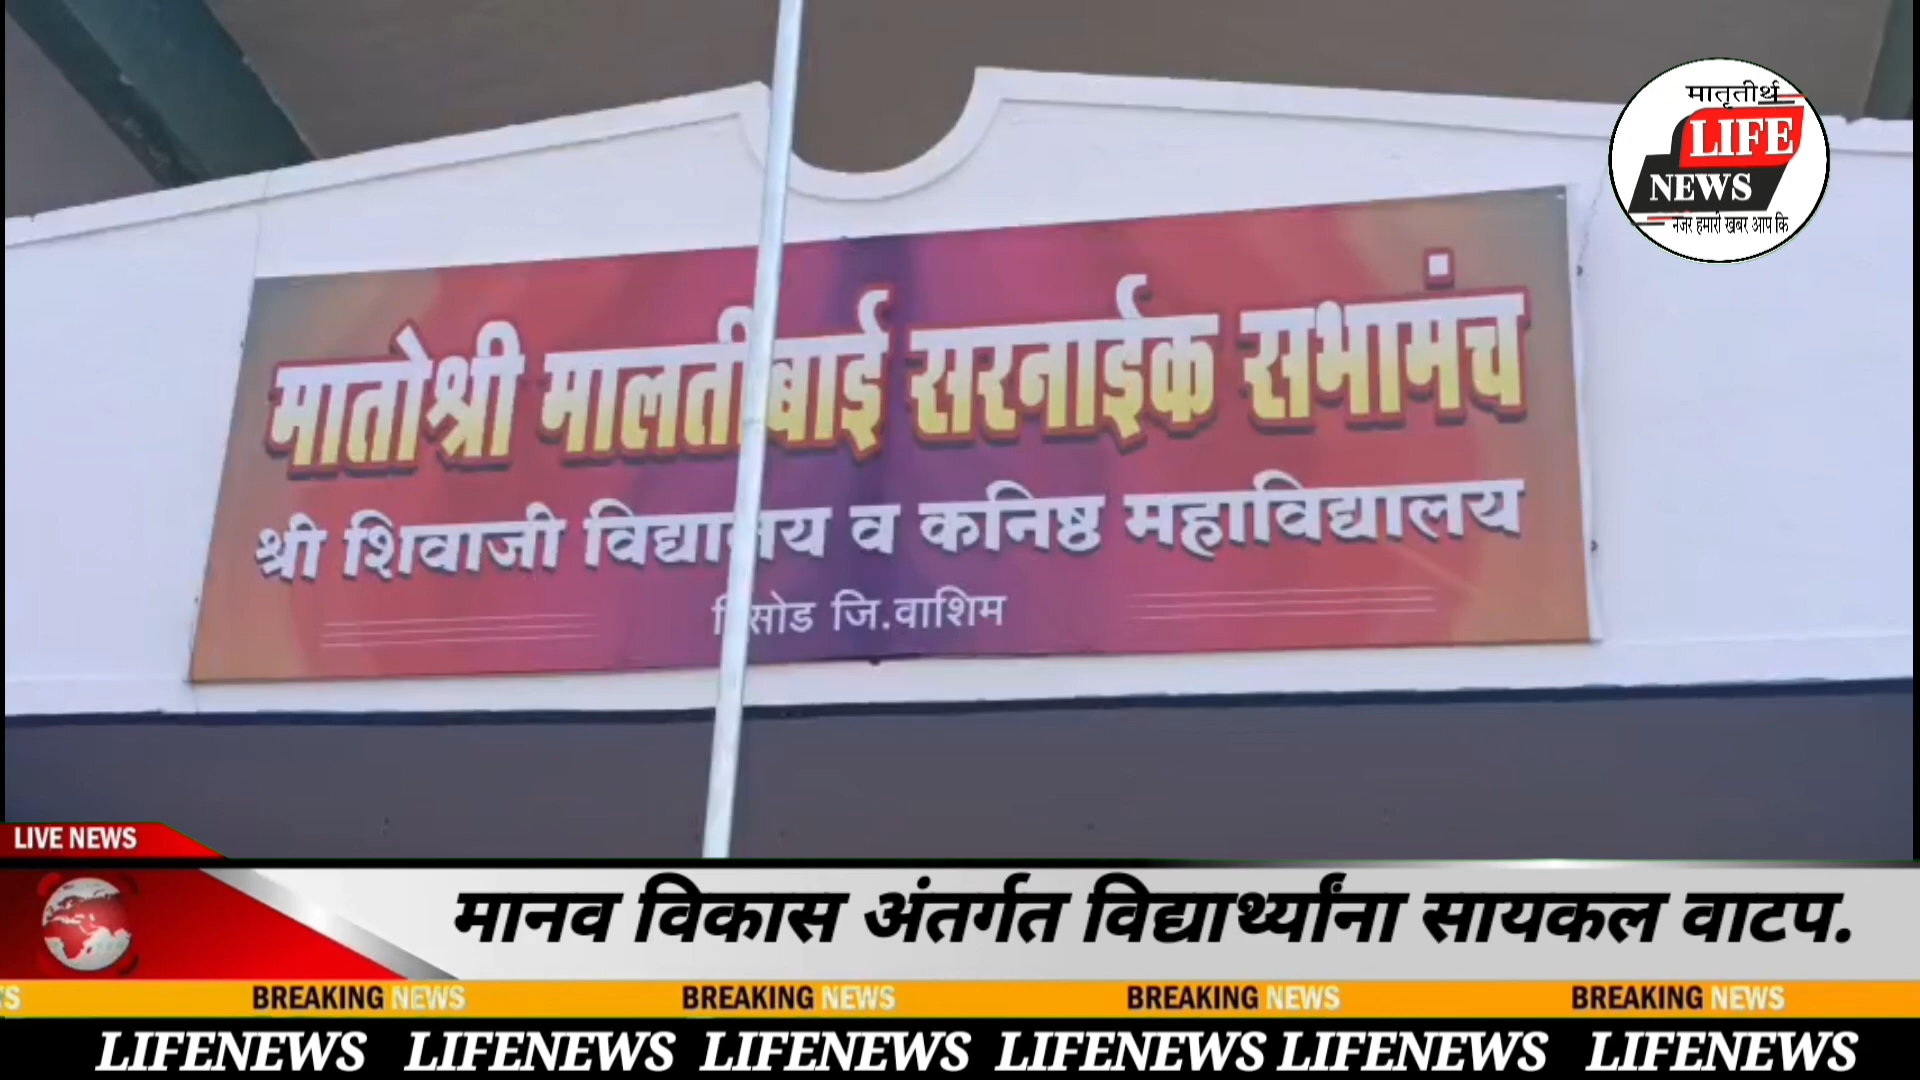 मातृतीर्थ
LIFE
NEWS
नजर हमारी खबर आप कि
मातोश्री मालतीबाई सरनाईक सभामंच
श्री शिवाजी विद्यालय व कनिष्ठ महाविद्यालय
रिसोड जि.वाशिम
LIVE NEWS
मानव विकास अंतर्गत विद्यार्थ्यांना सायकल वाटप.
BREAKING NEWS BREAKING NEWS BREAKING NEWS BREAKING NEWS
LIFENEWS LIFENEWS LIFENEWS LIFENEWS LIFENEWS LIFENEWS